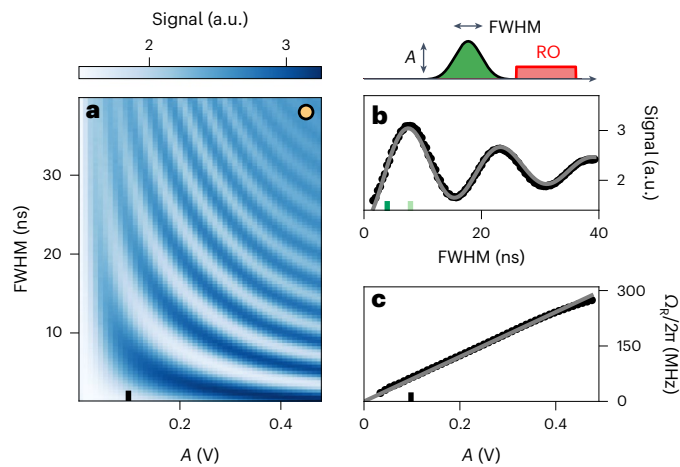 Signal (a.u.)
2 3
a
FWHM (ns)
30
20
10
0.2 0.4
A (V)
FWHM
A
RO
b
Signal (a.u.)
3
2
0 20 40
FWHM (ns)
c
Ω_R/2π (MHz)
300
150
0
0 0.2 0.4
A (V)